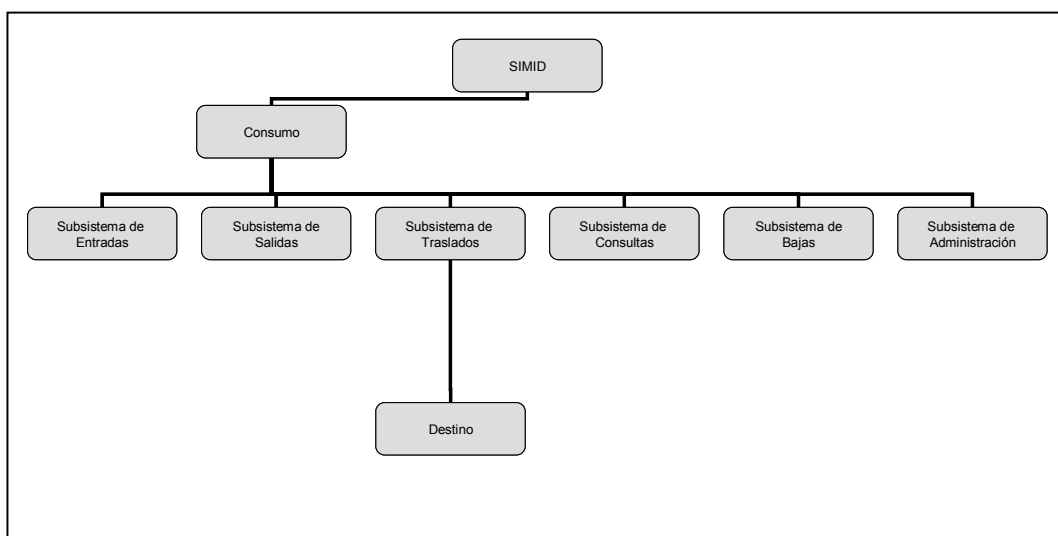 SIMID
Consumo
Subsistema de
Entradas
Subsistema de
Salidas
Subsistema de
Traslados
Subsistema de
Consultas
Subsistema de
Bajas
Subsistema de
Administración
Destino